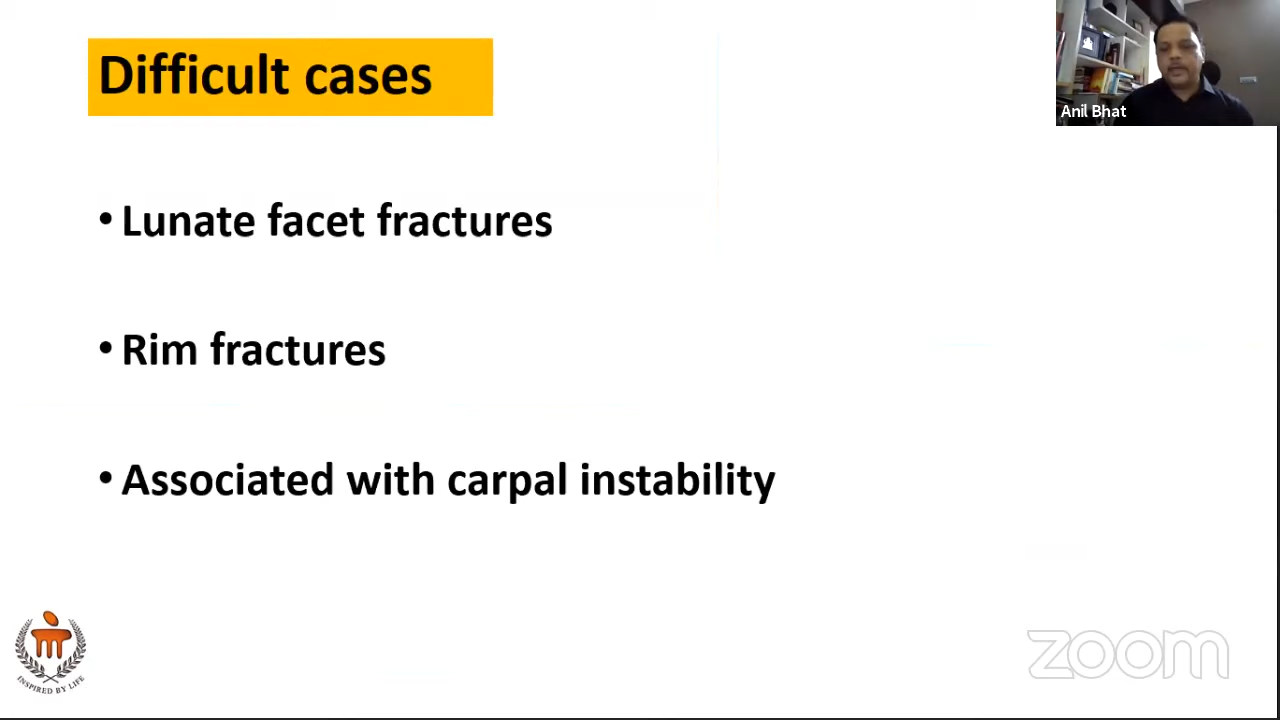 Difficult cases
Anil Bhat
• Lunate facet fractures
• Rim fractures
• Associated with carpal instability
INSPIRED BY LIFE
zoom